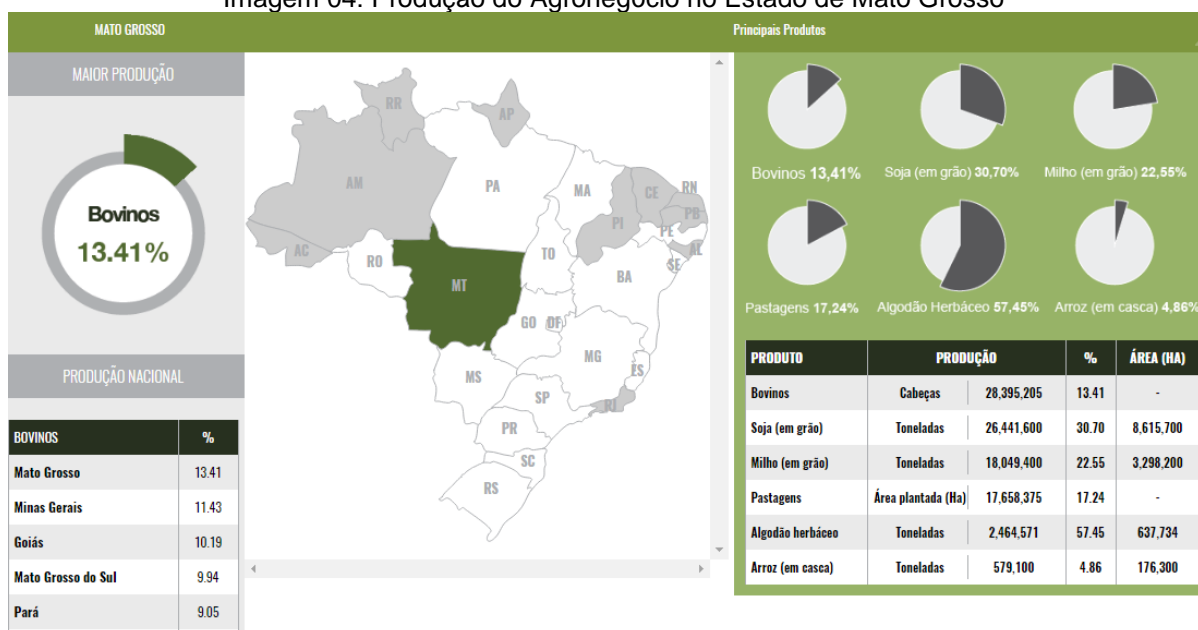 Imagem 04: Produção do Agronegócio no Estado de Mato Grosso
MATO GROSSO
Principais Produtos
MAIOR PRODUÇÃO
Bovinos
13.41%
PRODUÇÃO NACIONAL
BOVINOS %
Mato Grosso 13.41
Minas Gerais 11.43
Goiás 10.19
Mato Grosso do Sul 9.94
Pará 9.05
RR
AP
AM
PA
MA
CE
RN
PB
PI
PE
AL
SE
AC
RO
TO
BA
MT
GO
DF
MG
ES
MS
SP
RJ
PR
SC
RS
Bovinos 13,41%
Soja (em grão) 30,70%
Milho (em grão) 22,55%
Pastagens 17,24%
Algodão Herbáceo 57,45%
Arroz (em casca) 4,86%
PRODUTO PRODUÇÃO % ÁREA (HA)
Bovinos Cabeças 28,395,205 13.41 -
Soja (em grão) Toneladas 26,441,600 30.70 8,615,700
Milho (em grão) Toneladas 18,049,400 22.55 3,298,200
Pastagens Área plantada (Ha) 17,658,375 17.24 -
Algodão herbáceo Toneladas 2,464,571 57.45 637,734
Arroz (em casca) Toneladas 579,100 4.86 176,300